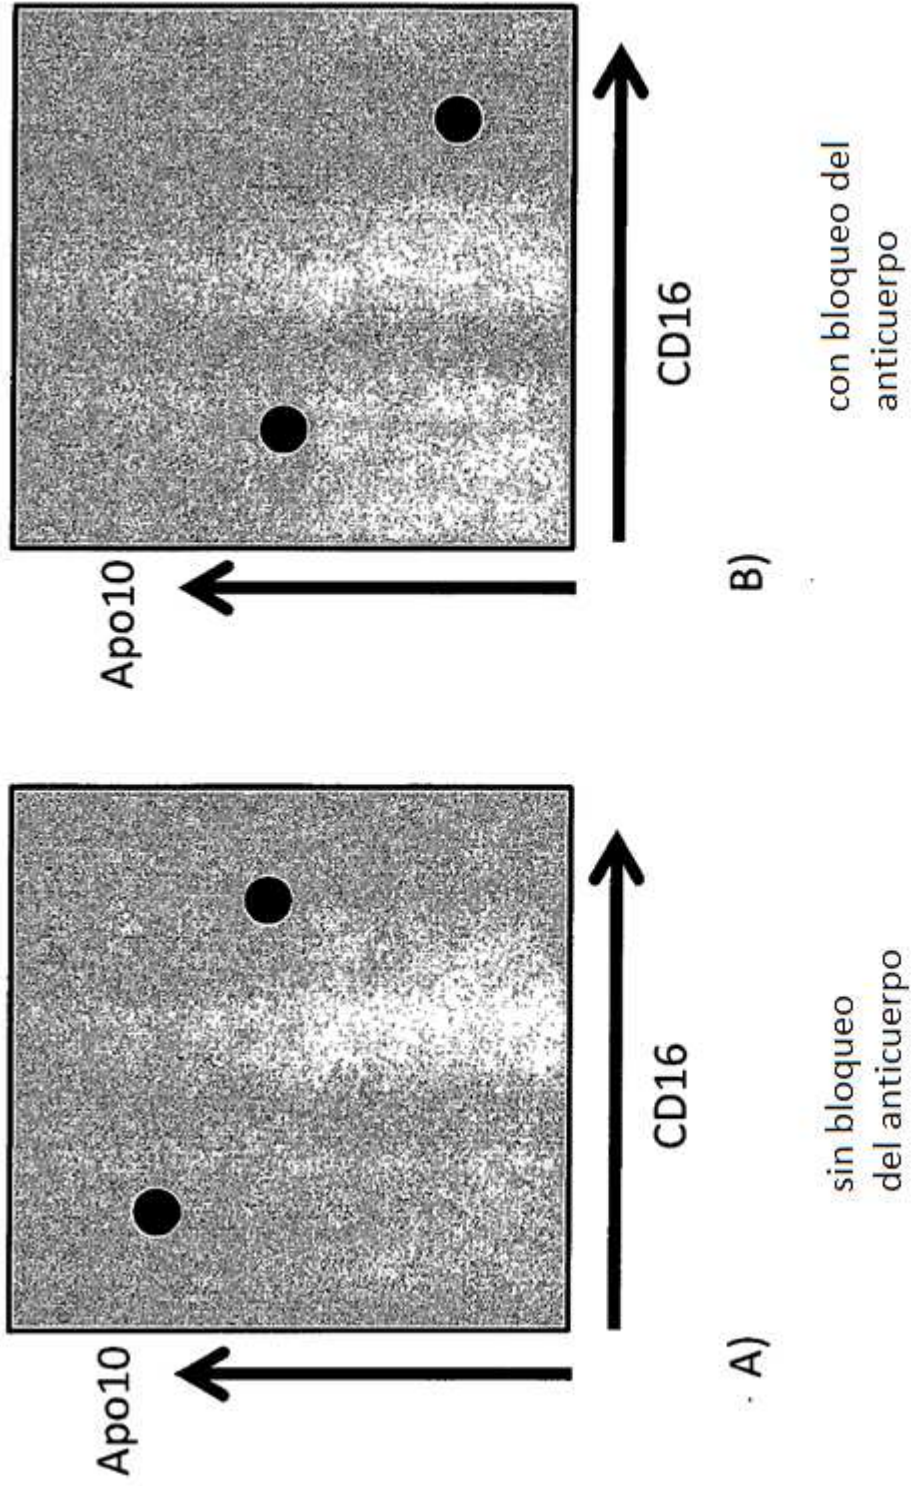 Apo10
CD16
A)
sin bloqueo
del anticuerpo
Apo10
CD16
B)
con bloqueo del
anticuerpo